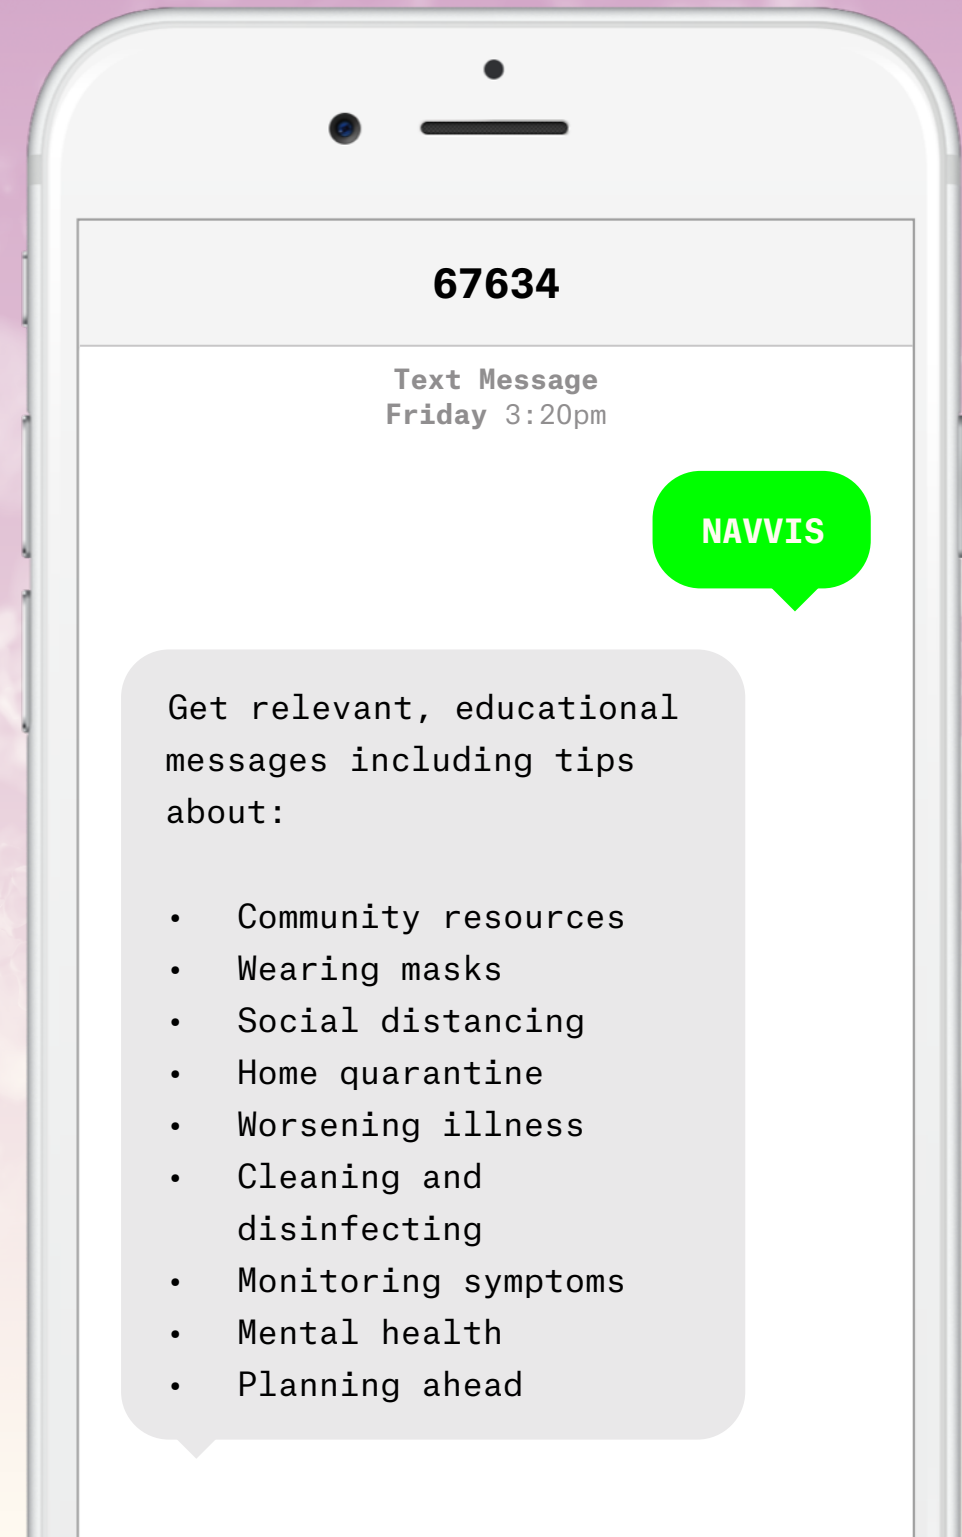 67634
Text Message
Friday 3:20pm
NAVVIS
Get relevant, educational
messages including tips
about:
• Community resources
• Wearing masks
• Social distancing
• Home quarantine
• Worsening illness
• Cleaning and
disinfecting
• Monitoring symptoms
• Mental health
• Planning ahead